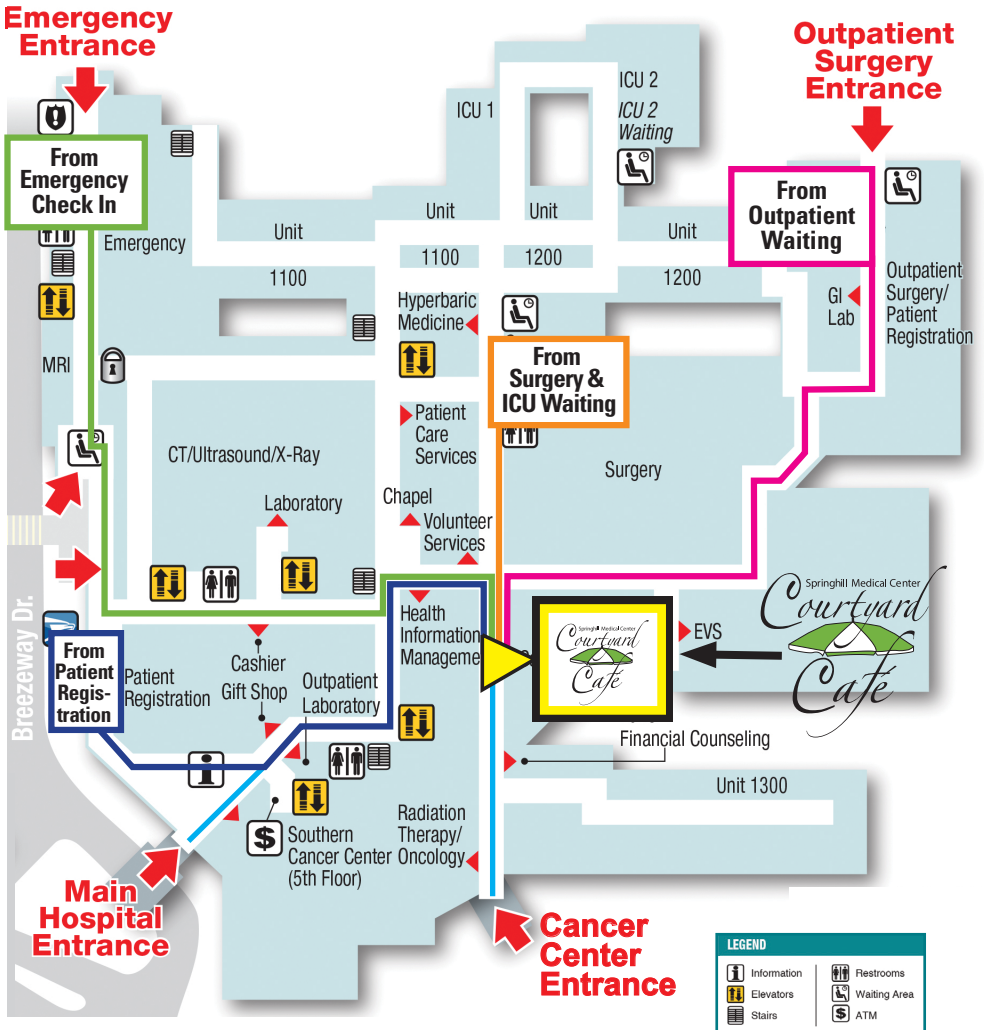 Emergency
Entrance
Outpatient
Surgery
Entrance
ICU 1
ICU 2
ICU 2
Waiting
From
Emergency
Check In
From
Outpatient
Waiting
Emergency
Unit
1100
Unit
1100
Unit
1200
Unit
1200
Hyperbaric
Medicine
GI
Lab
Outpatient
Surgery/
Patient
Registration
MRI
From
Surgery &
ICU Waiting
Patient
Care
Services
CT/Ultrasound/X-Ray
Surgery
Laboratory
Chapel
Volunteer
Services
Breezeway Dr.
Health
Information
Manageme
Springhill Medical Center
Courtyard
Café
EVS
Springhill Medical Center
Courtyard
Café
From
Patient
Regis-
tration
Patient
Registration
Cashier
Gift Shop
Outpatient
Laboratory
Financial Counseling
Unit 1300
i
$
Southern
Cancer Center
(5th Floor)
Radiation
Therapy/
Oncology
Main
Hospital
Entrance
Cancer
Center
Entrance
LEGEND
i Information
Restrooms
Elevators
Waiting Area
Stairs
$ ATM